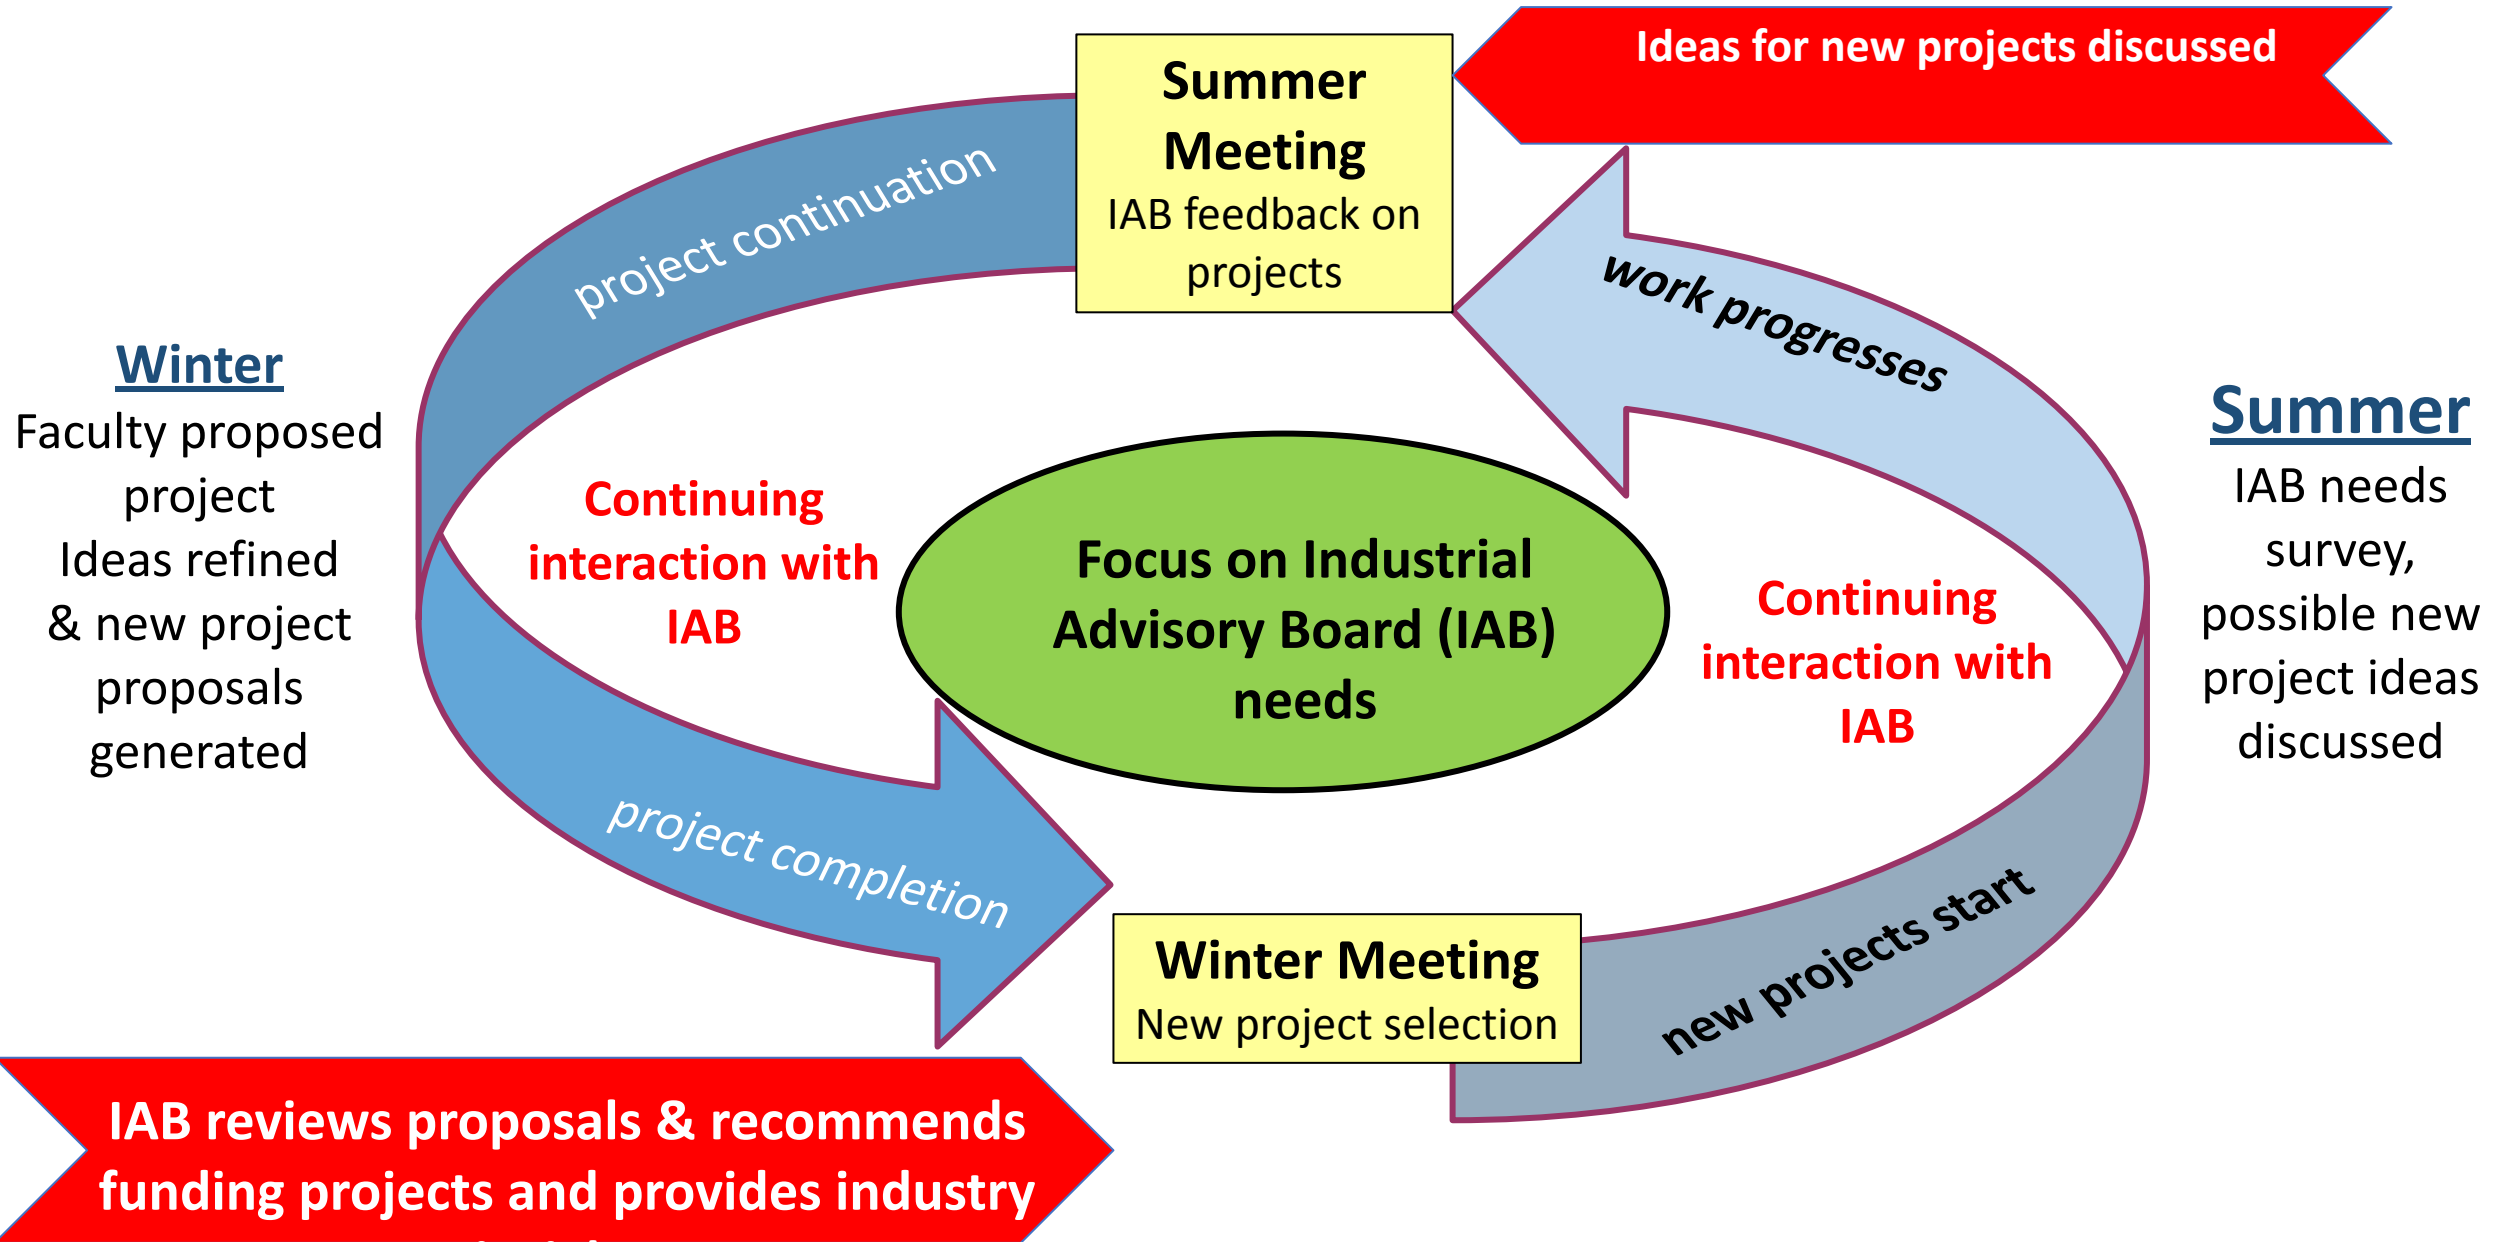 Ideas for new projects discussed
Summer
Meeting
IAB feedback on
projects
project continuation
work progresses
Winter
Faculty proposed
project
Ideas refined
& new project
proposals
generated
Continuing
interaction with
IAB
Focus on Industrial
Advisory Board (IAB)
needs
Continuing
interaction with
IAB
Summer
IAB needs
survey,
possible new
project ideas
discussed
project completion
new projects start
Winter Meeting
New project selection
IAB reviews proposals & recommends
funding projects and provides industry